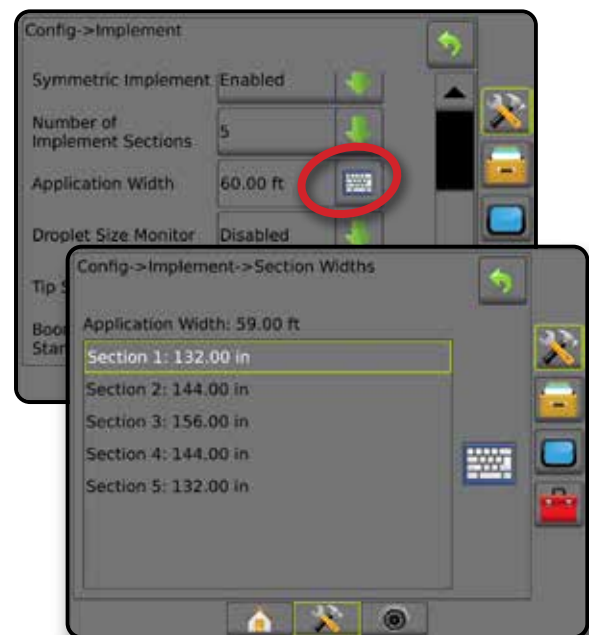 Config->Implement
Symmetric Implement Enabled
Number of
Implement Sections
5
Application Width 60.00 ft
Droplet Size Monitor Disabled
Tip
Config->Implement->Section Widths
Application Width: 59.00 ft
Section 1: 132.00 in
Section 2: 144.00 in
Section 3: 156.00 in
Section 4: 144.00 in
Section 5: 132.00 in